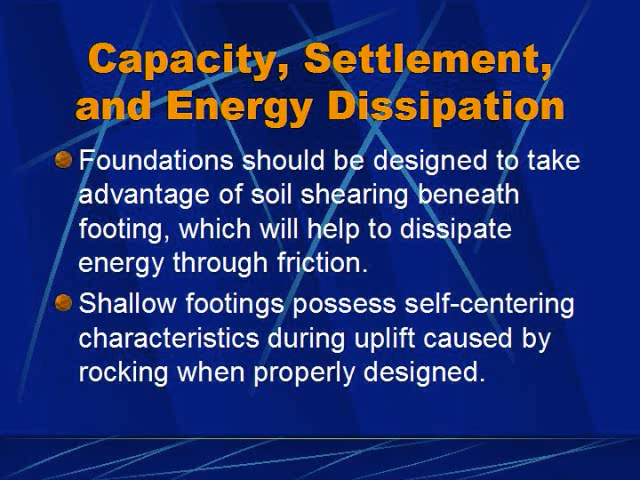 Capacity, Settlement,
and Energy Dissipation
Foundations should be designed to take
advantage of soil shearing beneath
footing, which will help to dissipate
energy through friction.
Shallow footings possess self-centering
characteristics during uplift caused by
rocking when properly designed.